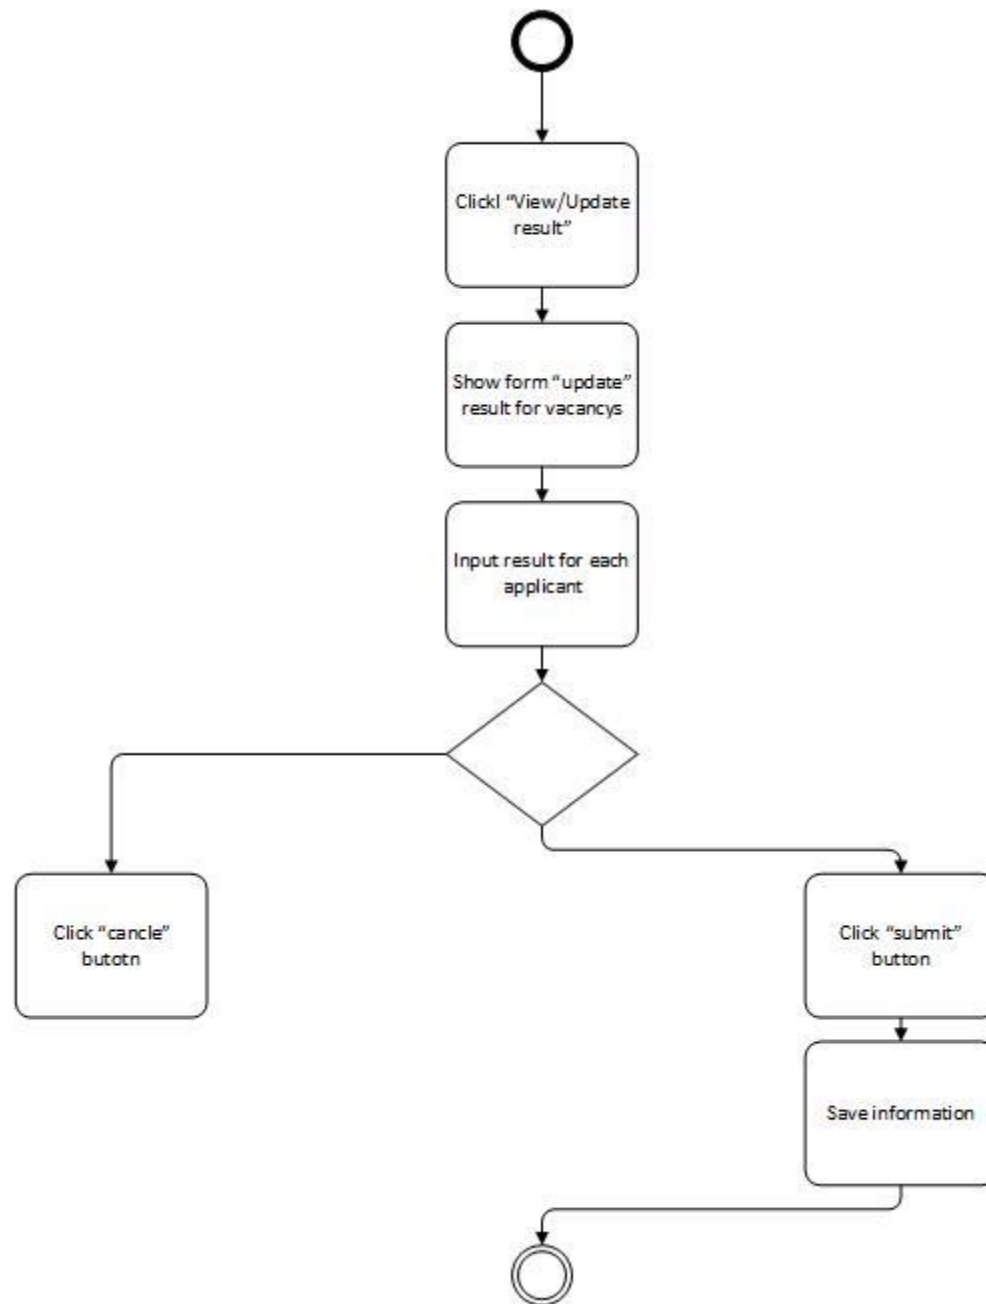 Clickl “View/Update
result”
Show form “update”
result for vacancys
Input result for each
applicant
Click “cancle”
butotn
Click “submit”
button
Save information